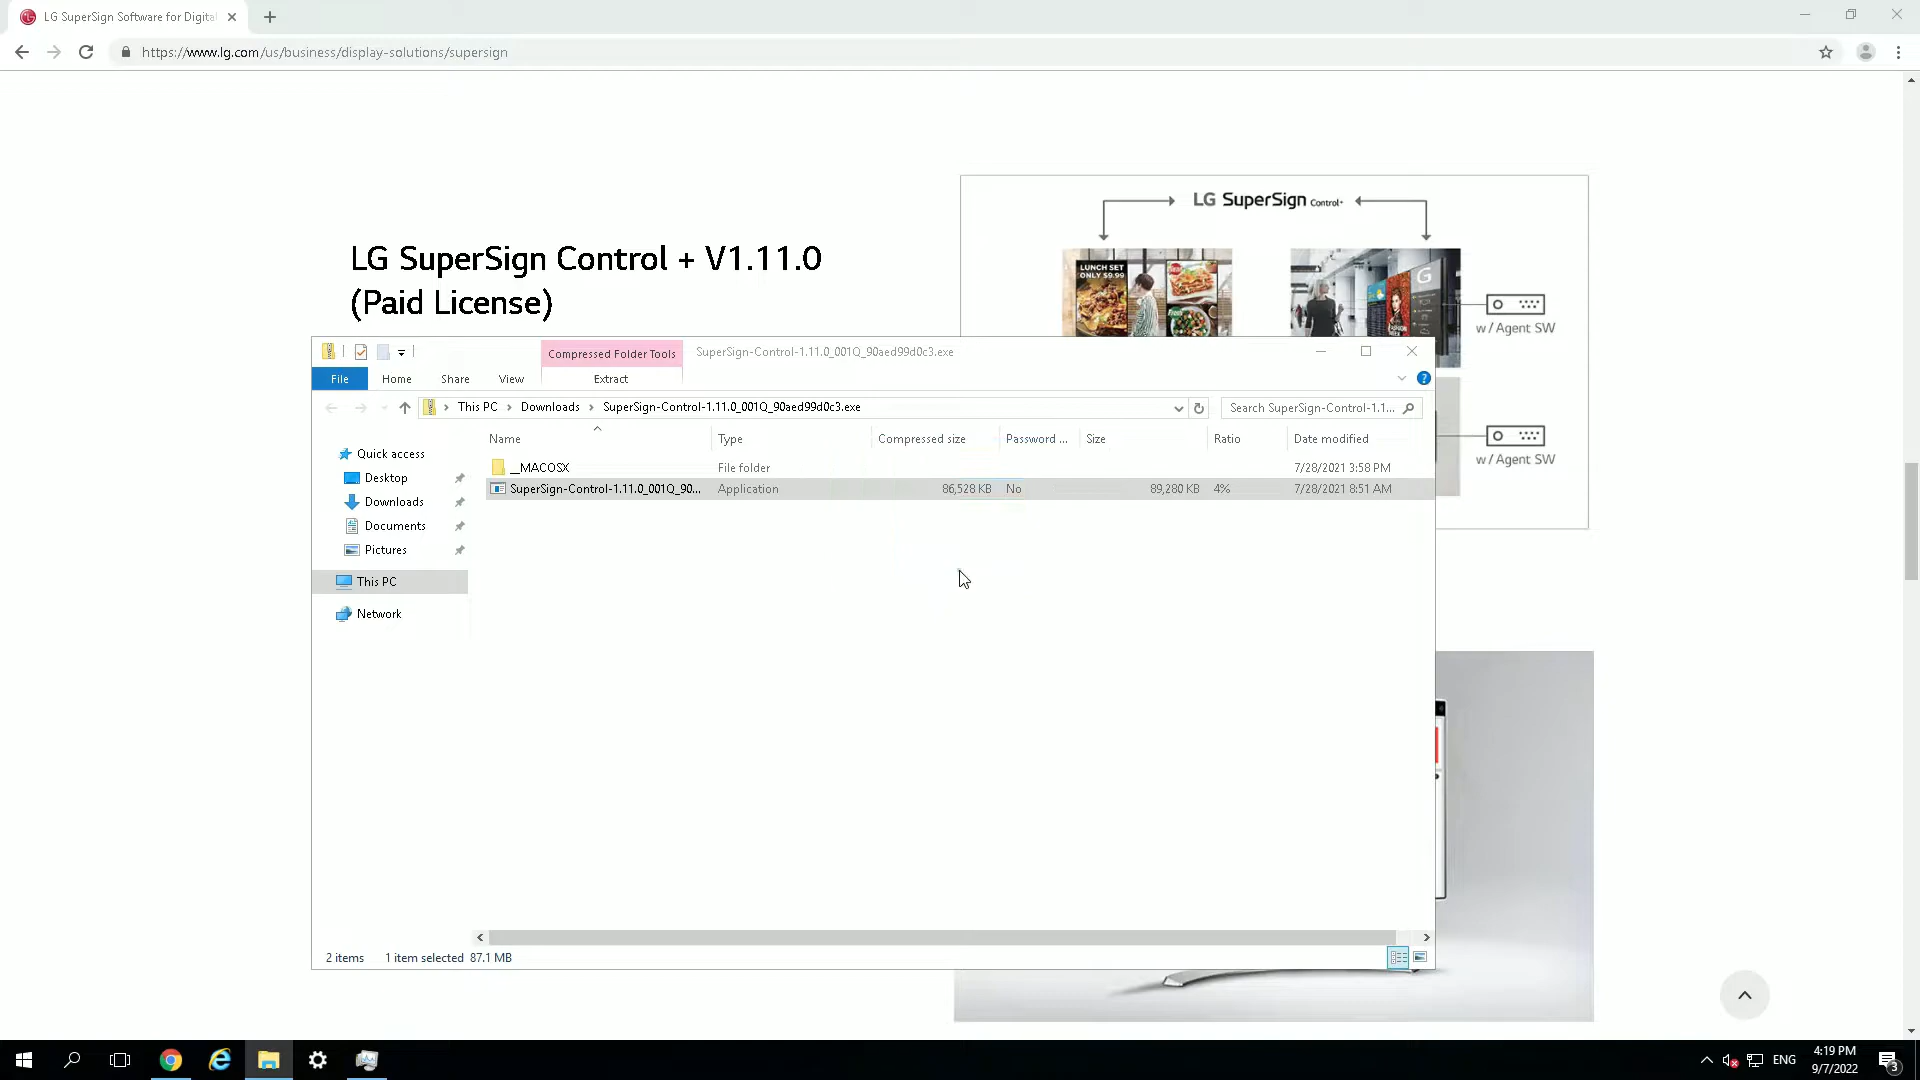 LG SuperSign Software for Digital
https://www.lg.com/us/business/display-solutions/supersign
LG SuperSign Control+
LG SuperSign Control + V1.11.0
(Paid License)
LUNCH SET
ONLY $9.99
w/Agent SW
w/Agent SW
Compressed Folder Tools
SuperSign-Control-1.11.0_001Q_90aed99d0c3.exe
File
Home
Share
View
Extract
This PC
Downloads
SuperSign-Control-1.11.0_001Q_90aed99d0c3.exe
Search SuperSign-Control-1.1...
Name
Type
Compressed size
Password ...
Size
Ratio
Date modified
__MACOSX
File folder
7/28/2021 3:58 PM
SuperSign-Control-1.11.0_001Q_90...
Application
86,528 KB
No
89,280 KB
4%
7/28/2021 8:51 AM
Quick access
Desktop
Downloads
Documents
Pictures
This PC
Network
2 items
1 item selected 87.1 MB
ENG
4:19 PM
9/7/2022
3